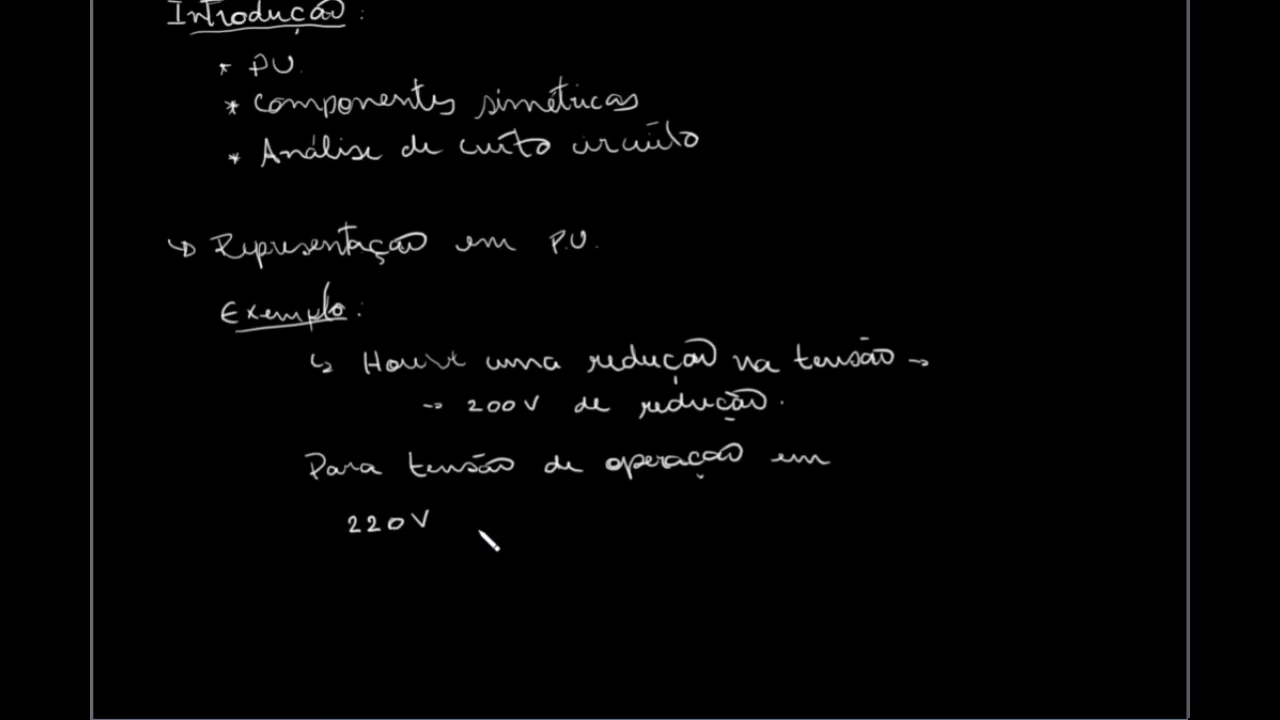 Introdução:
* PU.
* Componentes simétricas
* Análise de curto circuito
↳ Representação em P.U.
Exemplo:
↳ Houve uma redução na tensão →
→ 200V de redução.
Para tensão de operação em
220V